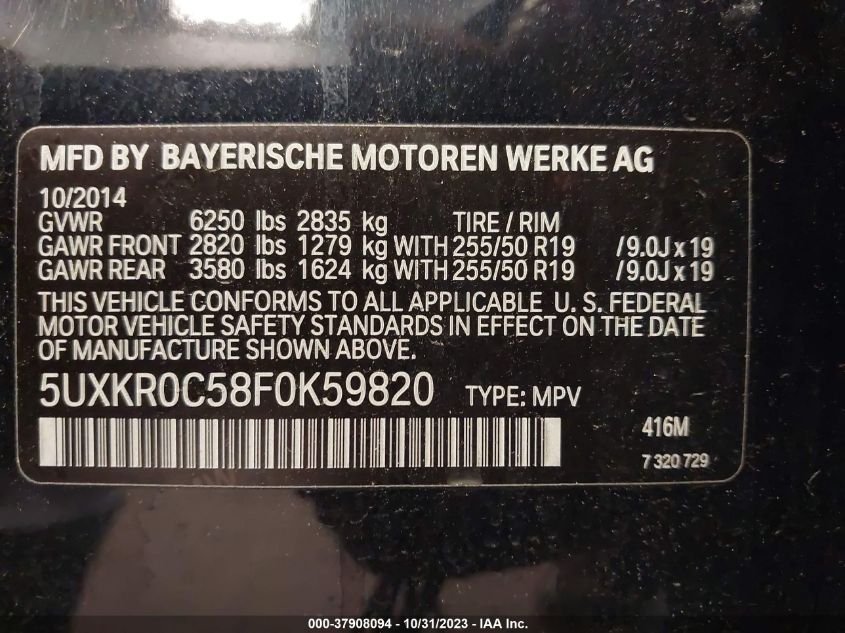 MFD BY BAYERISCHE MOTOREN WERKE AG
10/2014
GVWR 6250 lbs 2835 kg TIRE / RIM
GAWR FRONT 2820 lbs 1279 kg WITH 255/50 R19 /9.0J x 19
GAWR REAR 3580 lbs 1624 kg WITH 255/50 R19 /9.0J x 19
THIS VEHICLE CONFORMS TO ALL APPLICABLE U. S. FEDERAL
MOTOR VEHICLE SAFETY STANDARDS IN EFFECT ON THE DATE
OF MANUFACTURE SHOWN ABOVE.
5UXKR0C58F0K59820 TYPE: MPV
416M
7 320 729
000-37908094 - 10/31/2023 - IAA Inc.